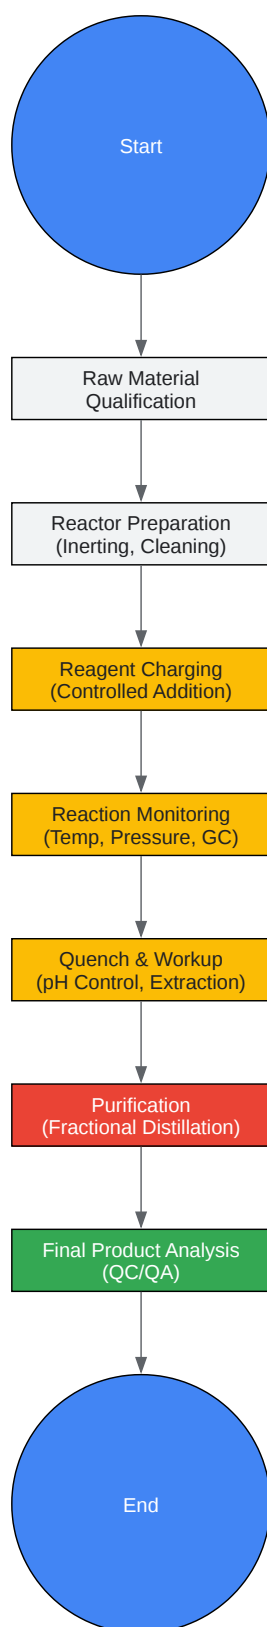 Start
Raw Material
Qualification
Reactor Preparation
(Inerting, Cleaning)
Reagent Charging
(Controlled Addition)
Reaction Monitoring
(Temp, Pressure, GC)
Quench & Workup
(pH Control, Extraction)
Purification
(Fractional Distillation)
Final Product Analysis
(QC/QA)
End